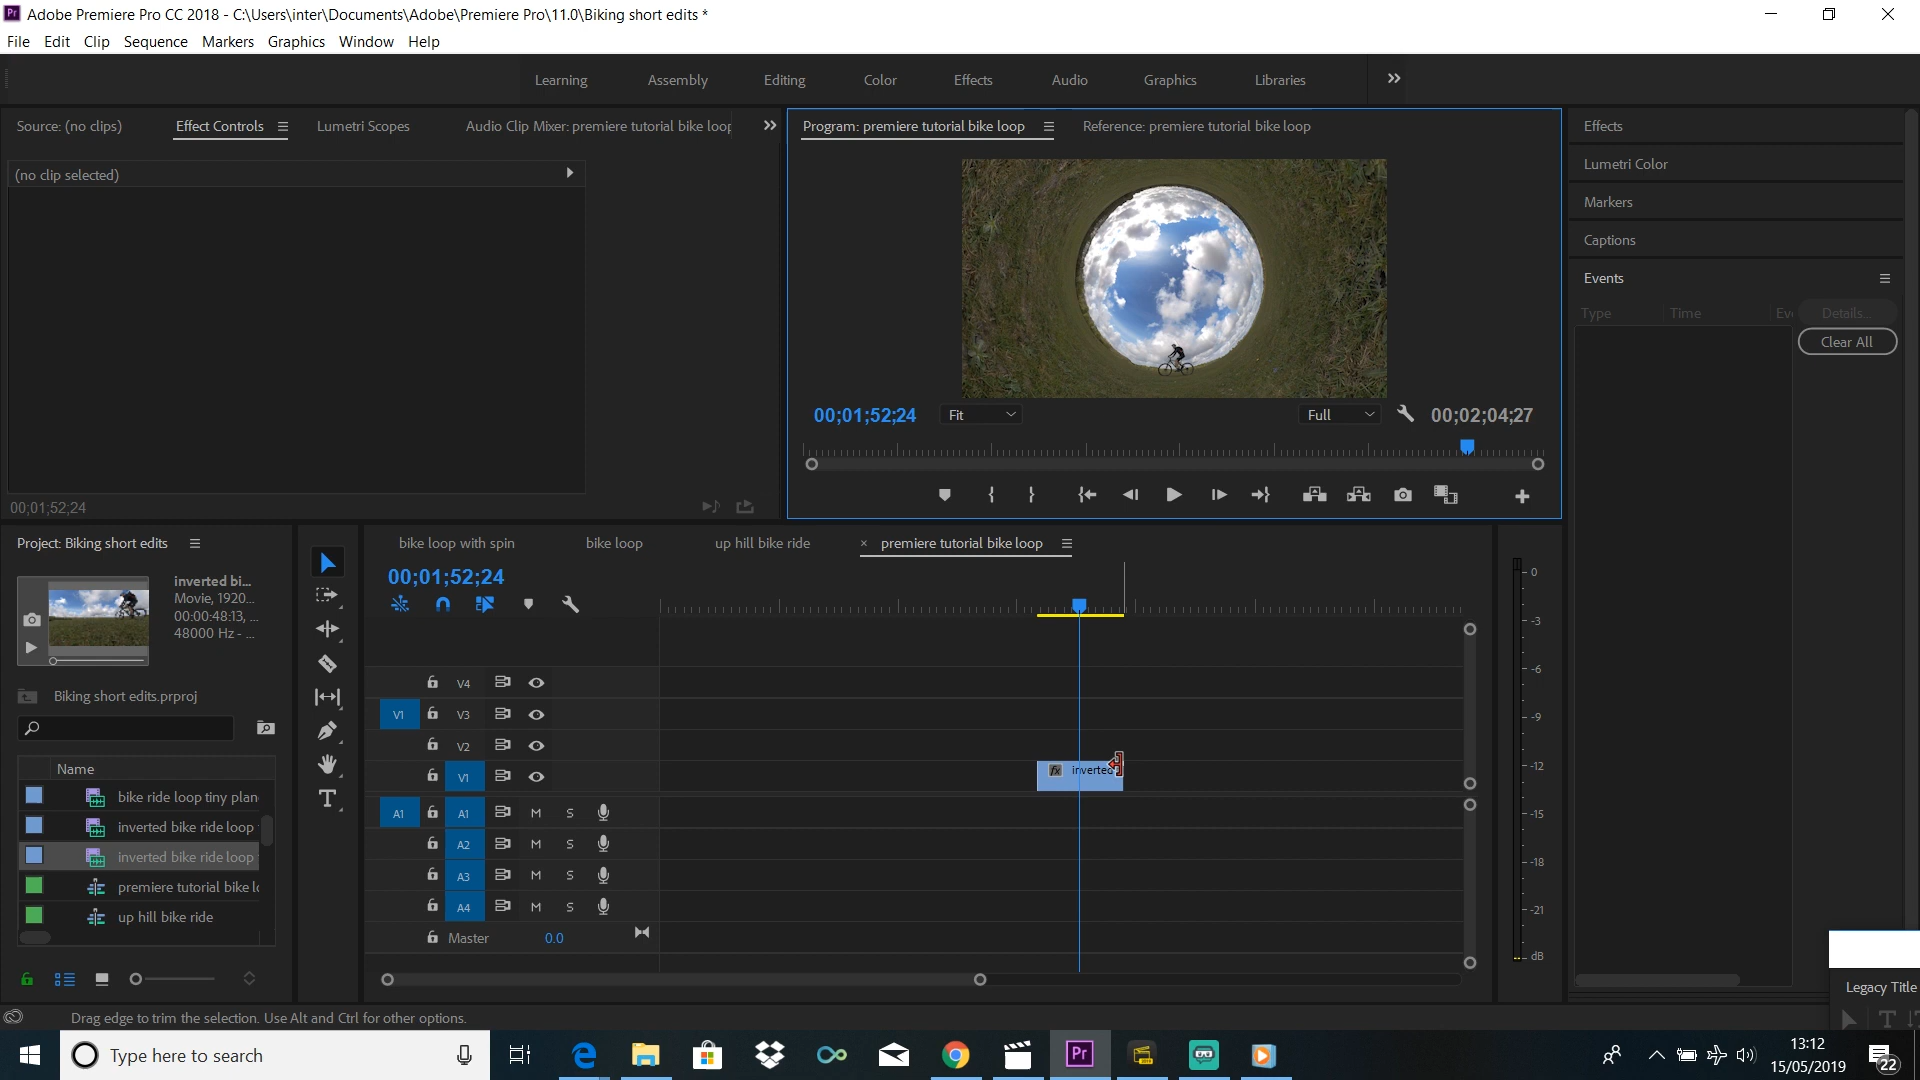 Adobe Premiere Pro CC 2018 - C:\Users\inter\Documents\Adobe\Premiere Pro\11.0\Biking short edits *
File Edit Clip Sequence Markers Graphics Window Help
Learning Assembly Editing Color Effects Audio Graphics Libraries
Source: (no clips) Effect Controls Lumetri Scopes Audio Clip Mixer: premiere tutorial bike loop
Program: premiere tutorial bike loop Reference: premiere tutorial bike loop
Effects
Lumetri Color
Markers
Captions
Events
Type Time Ev Details...
Clear All
(no clip selected)
00;01;52;24
00;01;52;24 Fit Full 00;02;04;27
Project: Biking short edits
inverted bi...
Movie, 1920...
00:00:48:13, ...
48000 Hz - ...
Biking short edits.prproj
Name
bike ride loop tiny plan
inverted bike ride loop
inverted bike ride loop
premiere tutorial bike lo
up hill bike ride
bike loop with spin bike loop up hill bike ride × premiere tutorial bike loop
00;01;52;24
V4
V1 V3
V2
V1 fx inverted
A1 A1 M S
A2 M S
A3 M S
A4 M S
Master 0.0
0
-3
-6
-9
-12
-15
-18
-21
dB
Legacy Title
Drag edge to trim the selection. Use Alt and Ctrl for other options.
Type here to search
Pr
13:12
15/05/2019
22